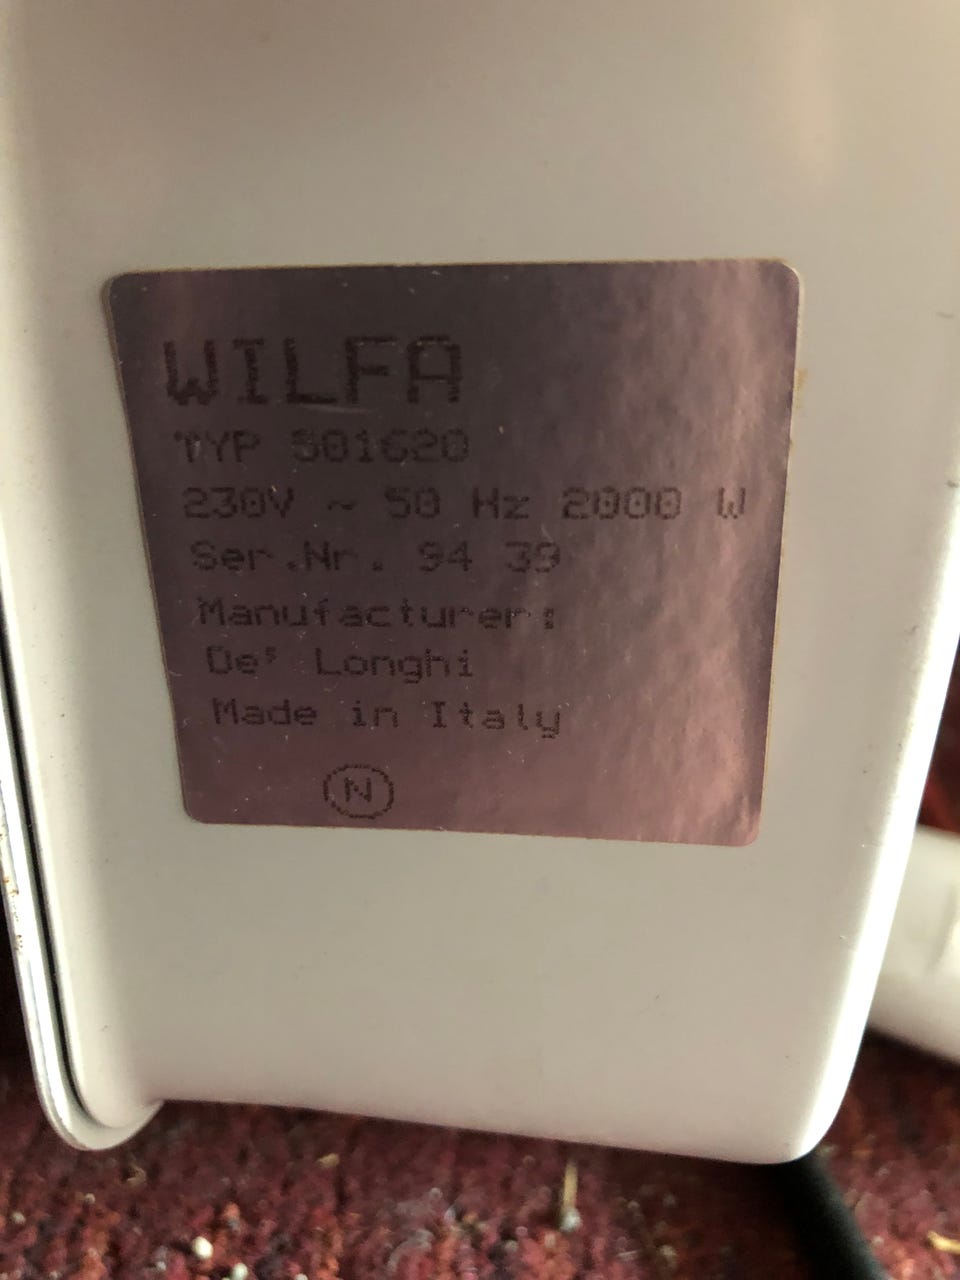 WILFA
TYP 501620
230V ~ 50 Hz 2000 W
Ser.Nr. 94 39
Manufacturer:
De' Longhi
Made in Italy
N